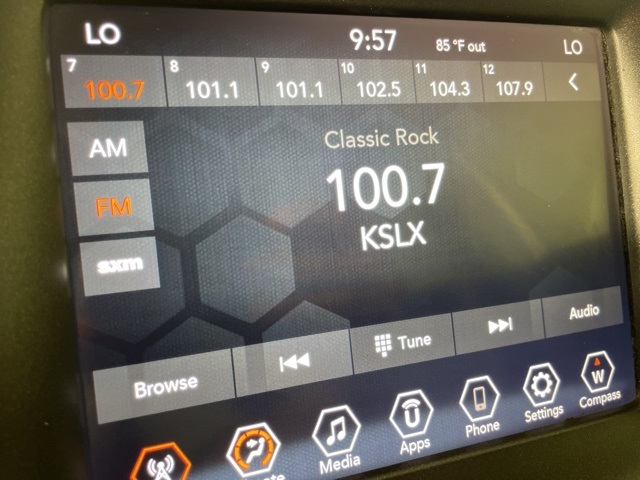 LO 9:57 85 °F out LO
7 8 9 10 11 12
100.7 101.1 101.1 102.5 104.3 107.9
AM
Classic Rock
FM
100.7
sxm
KSLX
Browse Tune Audio
Media Apps Phone Settings Compass
W